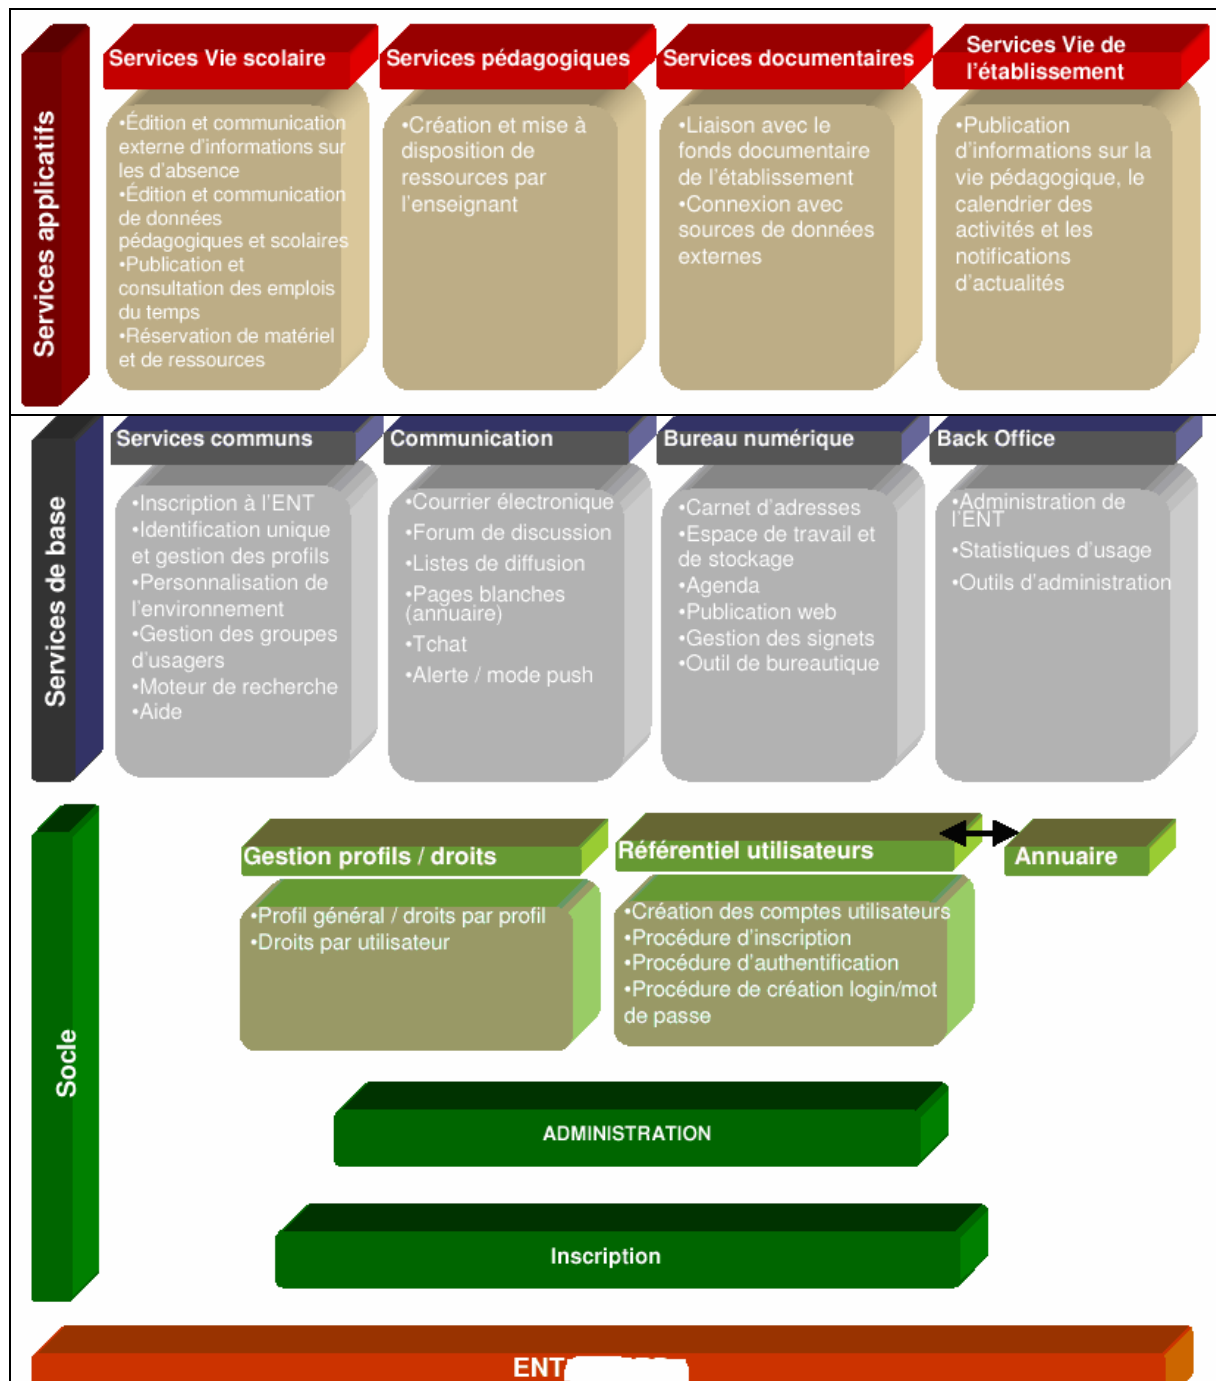 Services applicatifs
Services Vie scolaire
•Édition et communication
externe d'informations sur
les d'absence
•Édition et communication
de données
pédagogiques et scolaires
•Publication et
consultation des emplois
du temps
•Réservation de matériel
et de ressources
Services pédagogiques
•Création et mise à
disposition de
ressources par
l'enseignant
Services documentaires
•Liaison avec le
fonds documentaire
de l'établissement
•Connexion avec
sources de données
externes
Services Vie de
l'établissement
•Publication
d'informations sur la
vie pédagogique, le
calendrier des
activités et les
notifications
d'actualités
Services de base
Services communs
•Inscription à l'ENT
•Identification unique
et gestion des profils
•Personnalisation de
l'environnement
•Gestion des groupes
d'usagers
•Moteur de recherche
•Aide
Communication
•Courrier électronique
•Forum de discussion
•Listes de diffusion
•Pages blanches
(annuaire)
•Tchat
•Alerte / mode push
Bureau numérique
•Carnet d'adresses
•Espace de travail et
de stockage
•Agenda
•Publication web
•Gestion des signets
•Outil de bureautique
Back Office
•Administration de
l'ENT
•Statistiques d'usage
•Outils d'administration
Socle
Gestion profils / droits
•Profil général / droits par profil
•Droits par utilisateur
Référentiel utilisateurs
•Création des comptes utilisateurs
•Procédure d'inscription
•Procédure d'authentification
•Procédure de création login/mot
de passe
Annuaire
ADMINISTRATION
Inscription
ENT